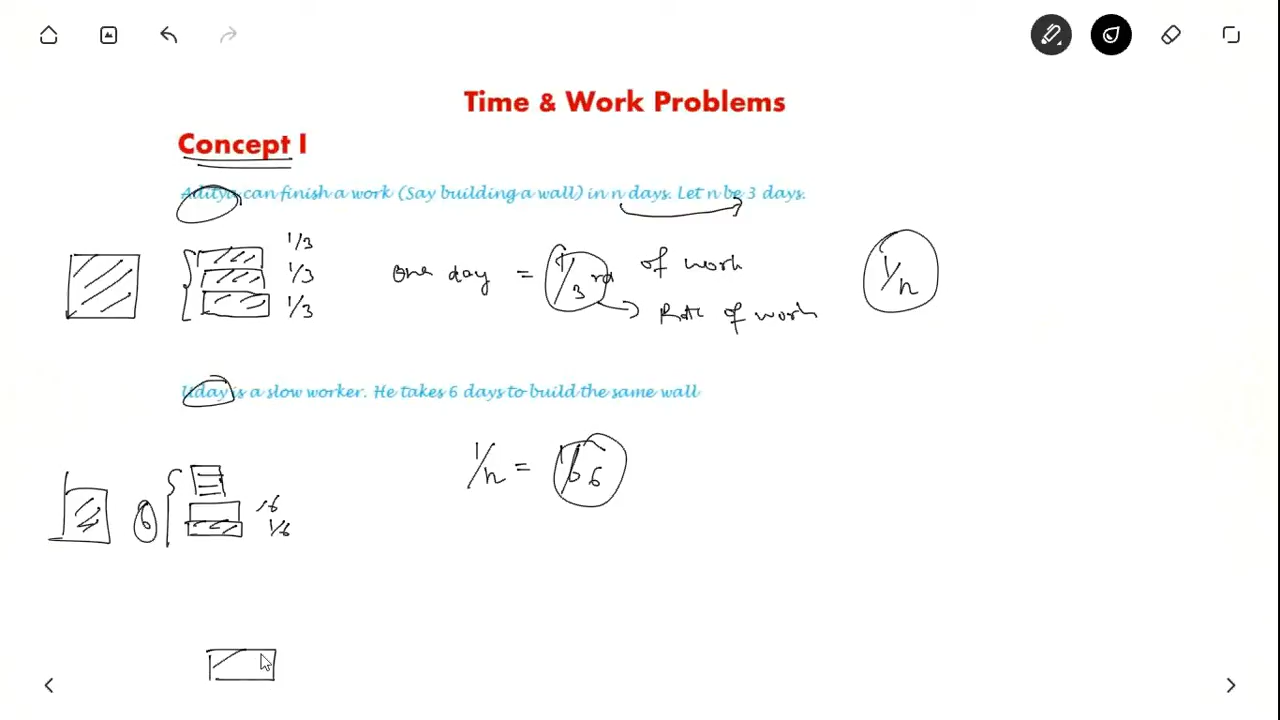 Time & Work Problems
Concept I
Aditya can finish a work (Say building a wall) in n days. Let n be 3 days.
1/3
1/3
1/3
One day = 1/3 rd of work
Rate of work
1/n
Uday is a slow worker. He takes 6 days to build the same wall
1/n = 1/6
6
1/6